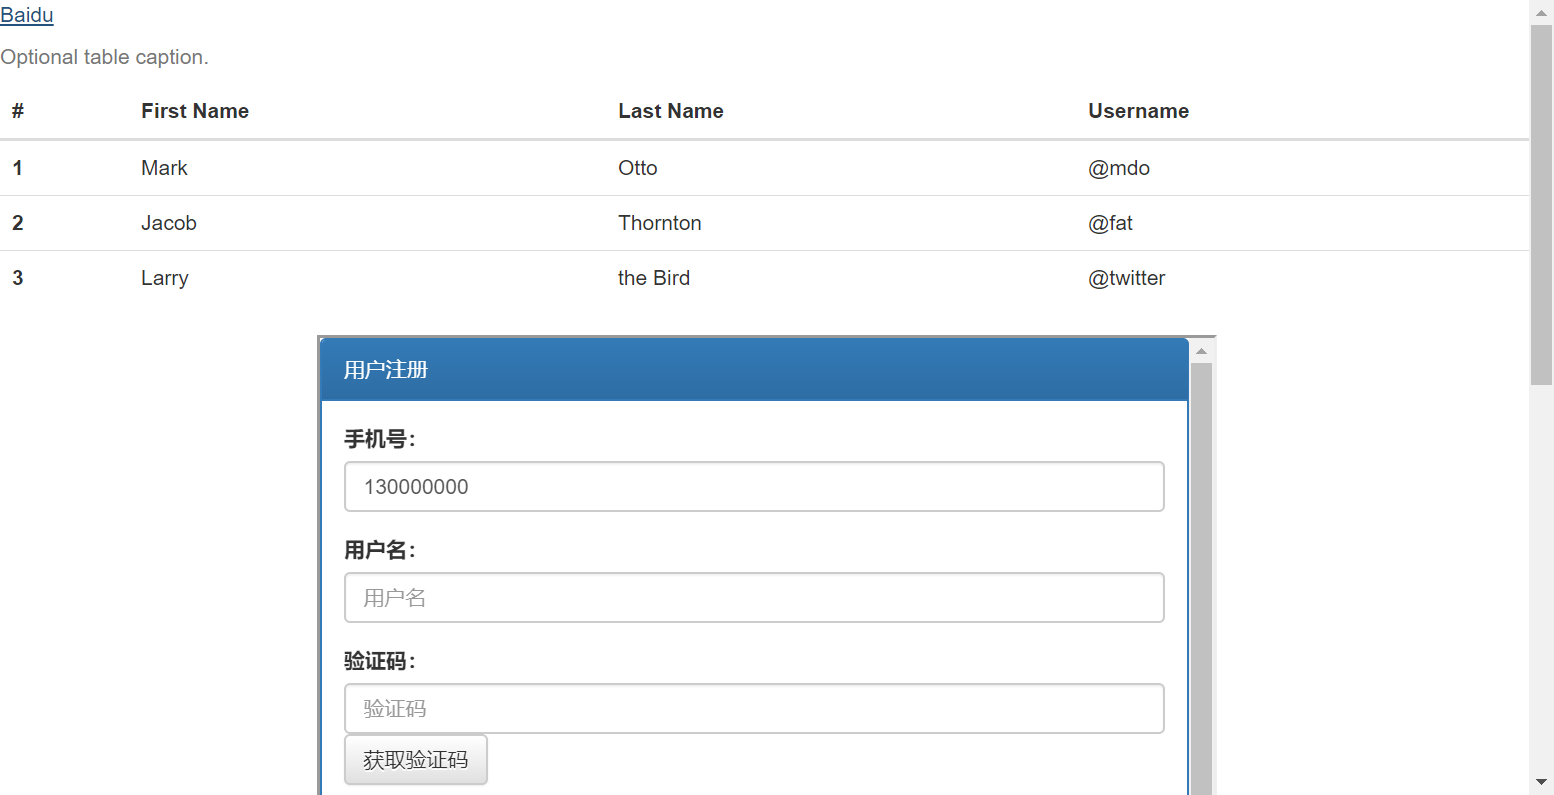 Baidu
Optional table caption.
# First Name Last Name Username
1 Mark Otto @mdo
2 Jacob Thornton @fat
3 Larry the Bird @twitter
用户注册
手机号：
130000000
用户名：
用户名
验证码：
验证码
获取验证码